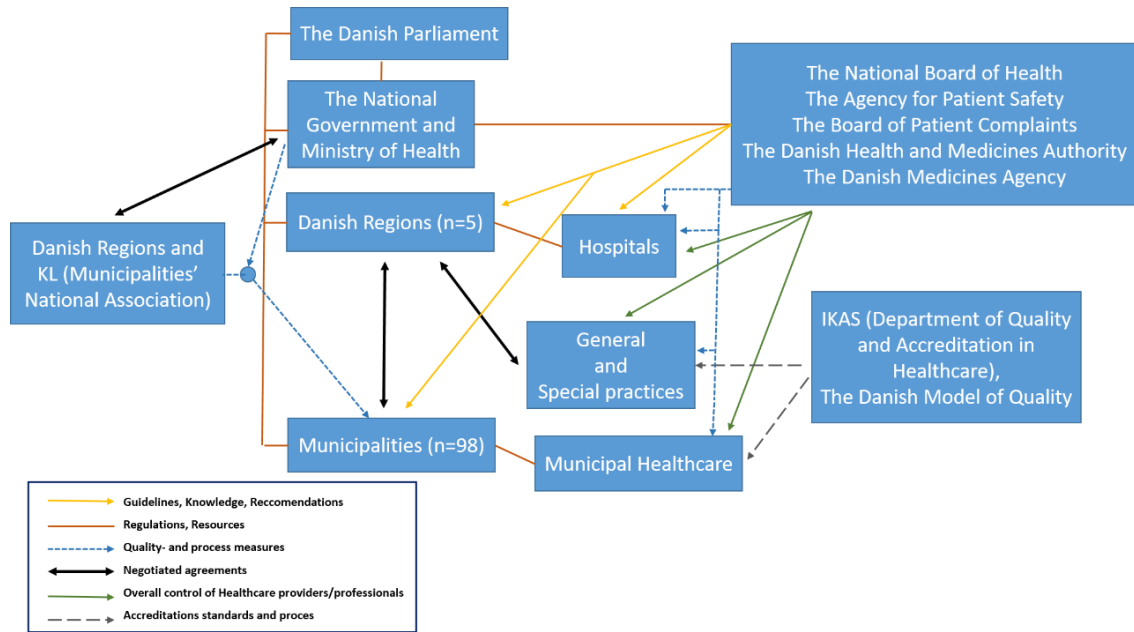 The Danish Parliament
The National
Government and
Ministry of Health
The National Board of Health
The Agency for Patient Safety
The Board of Patient Complaints
The Danish Health and Medicines Authority
The Danish Medicines Agency
Danish Regions (n=5)
Hospitals
Danish Regions and
KL (Municipalities’
National Association)
General
and
Special practices
IKAS (Department of Quality
and Accreditation in
Healthcare),
The Danish Model of Quality
Municipalities (n=98)
Municipal Healthcare
Guidelines, Knowledge, Reccomendations
Regulations, Resources
Quality- and process measures
Negotiated agreements
Overall control of Healthcare providers/professionals
Accreditations standards and proces